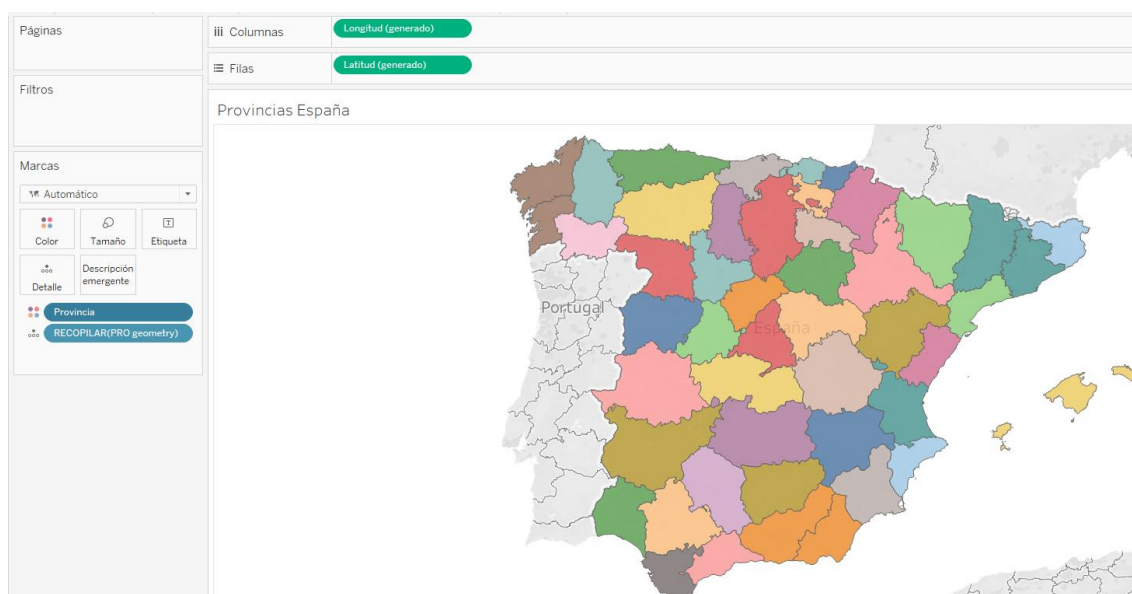 Páginas
iii Columnas
Longitud (generado)
Filas
Latitud (generado)
Filtros
Provincias España
Marcas
Automático
Color
Tamaño
Etiqueta
Detalle
Descripción
emergente
Provincia
RECOPILAR(PRO geometry)
Portugal
España